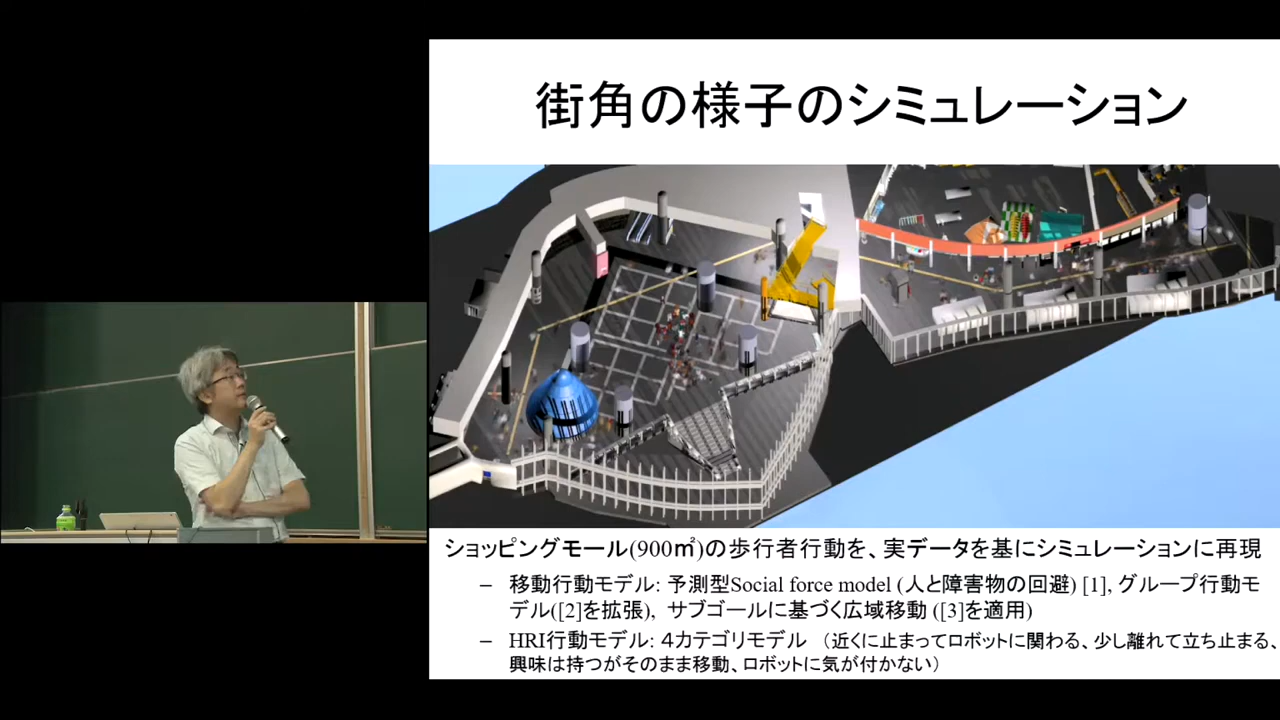 街角の様子のシミュレーション
ショッピングモール(900㎡)の歩行者行動を、実データを基にシミュレーションに再現
– 移動行動モデル: 予測型Social force model (人と障害物の回避) [1], グループ行動モ
デル([2]を拡張), サブゴールに基づく広域移動 ([3]を適用)
– HRI行動モデル: 4カテゴリモデル （近くに止まってロボットに関わる、少し離れて立ち止まる、
興味は持つがそのまま移動、ロボットに気が付かない）